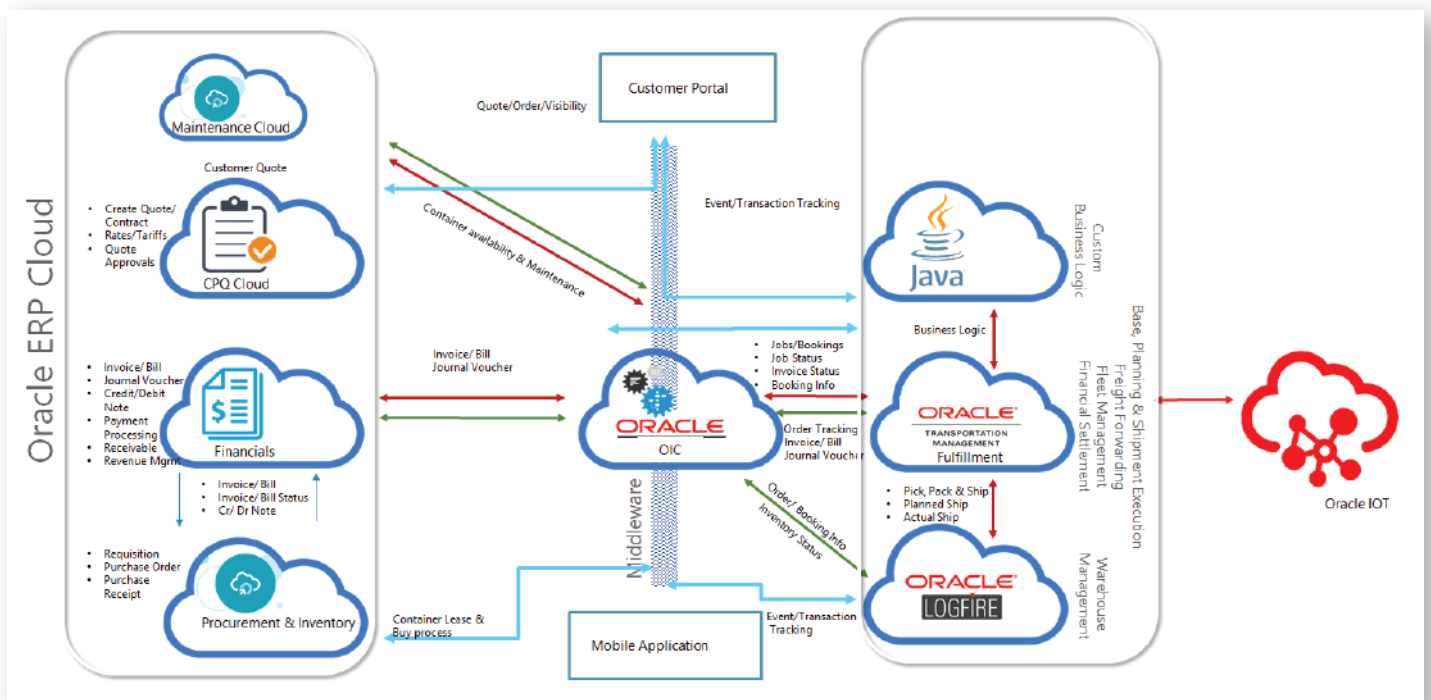 Oracle ERP Cloud
Maintenance Cloud
Customer Quote
• Create Quote/
Contract
• Rates/Tariffs
• Quote
Approvals
CPQ Cloud
• Invoice/ Bill
• Journal Voucher
• Credit/Debit
Note
• Payment
Processing
• Receivable
• Revenue Mgmt
Financials
• Invoice/ Bill
• Invoice/ Bill Status
• Cr/ Dr Note
• Requisition
• Purchase Order
• Purchase
Receipt
Procurement & Inventory
Quote/Order/Visibility
Customer Portal
Container availability & Maintenance
Event/Transaction Tracking
Invoice/ Bill
Journal Voucher
ORACLE
OIC
Middleware
• Jobs/Bookings
• Job Status
• Invoice Status
• Booking Info
Order Tracking
Invoice/ Bill
Journal Voucher
Order/ Booking Info
Inventory Status
Container Lease &
Buy process
Mobile Application
Event/Transaction
Tracking
Java
Custom
Business Logic
Business Logic
ORACLE®
TRANSPORTATION
MANAGEMENT
Fulfillment
Base, Planning & Shipment Execution
Freight Forwarding
Fleet Management
Financial Settlement
• Pick, Pack & Ship
• Planned Ship
• Actual Ship
ORACLE®
LOGFIRE
Warehouse
Management
Oracle IOT